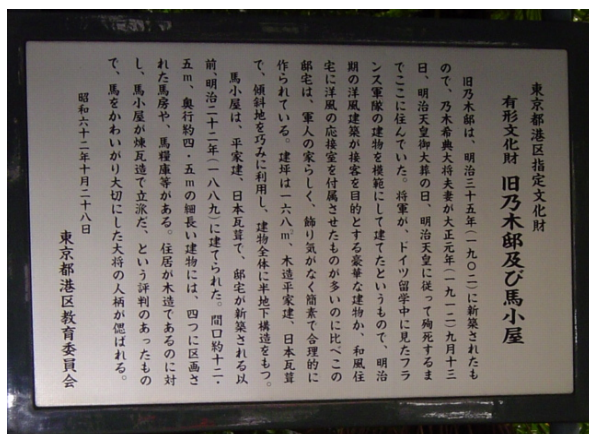 東京都港区指定文化財
有形文化財 旧乃木邸及び馬小屋
旧乃木邸は、明治三十五年(一九〇二)に新築されたも
ので、乃木希典大将夫妻が大正元年(一九一二)九月十三
日、明治天皇御大葬の日、明治天皇に従って殉死するま
でここに住んでいた。将軍が、ドイツ留学中に見たフラ
ンス軍隊の建物を模範にして建てたというもので、明治
期の洋風建築が接客を目的とする豪華な建物か、和風住
宅に洋風の応接室を付属させたものが多いのに比べこの
邸宅は、軍人の家らしく、飾り気がなく簡素で合理的に
作られている。建坪は一六八㎡、木造平家建、日本瓦葺
で、傾斜地を巧みに利用し、建物全体に半地下構造をもつ。
馬小屋は、平家建、日本瓦葺で、邸宅が新築される以
前、明治二十二年(一八八九)に建てられた。間口約十二・
五m、奥行約四・五mの細長い建物には、四つに区画さ
れた馬房や、馬糧庫等がある。住居が木造であるのに対
し、馬小屋が煉瓦造で立派だ、という評判のあったもの
で、馬をかわいがり大切にした大将の人柄が偲ばれる。
昭和六十二年十月二十八日
東京都港区教育委員会